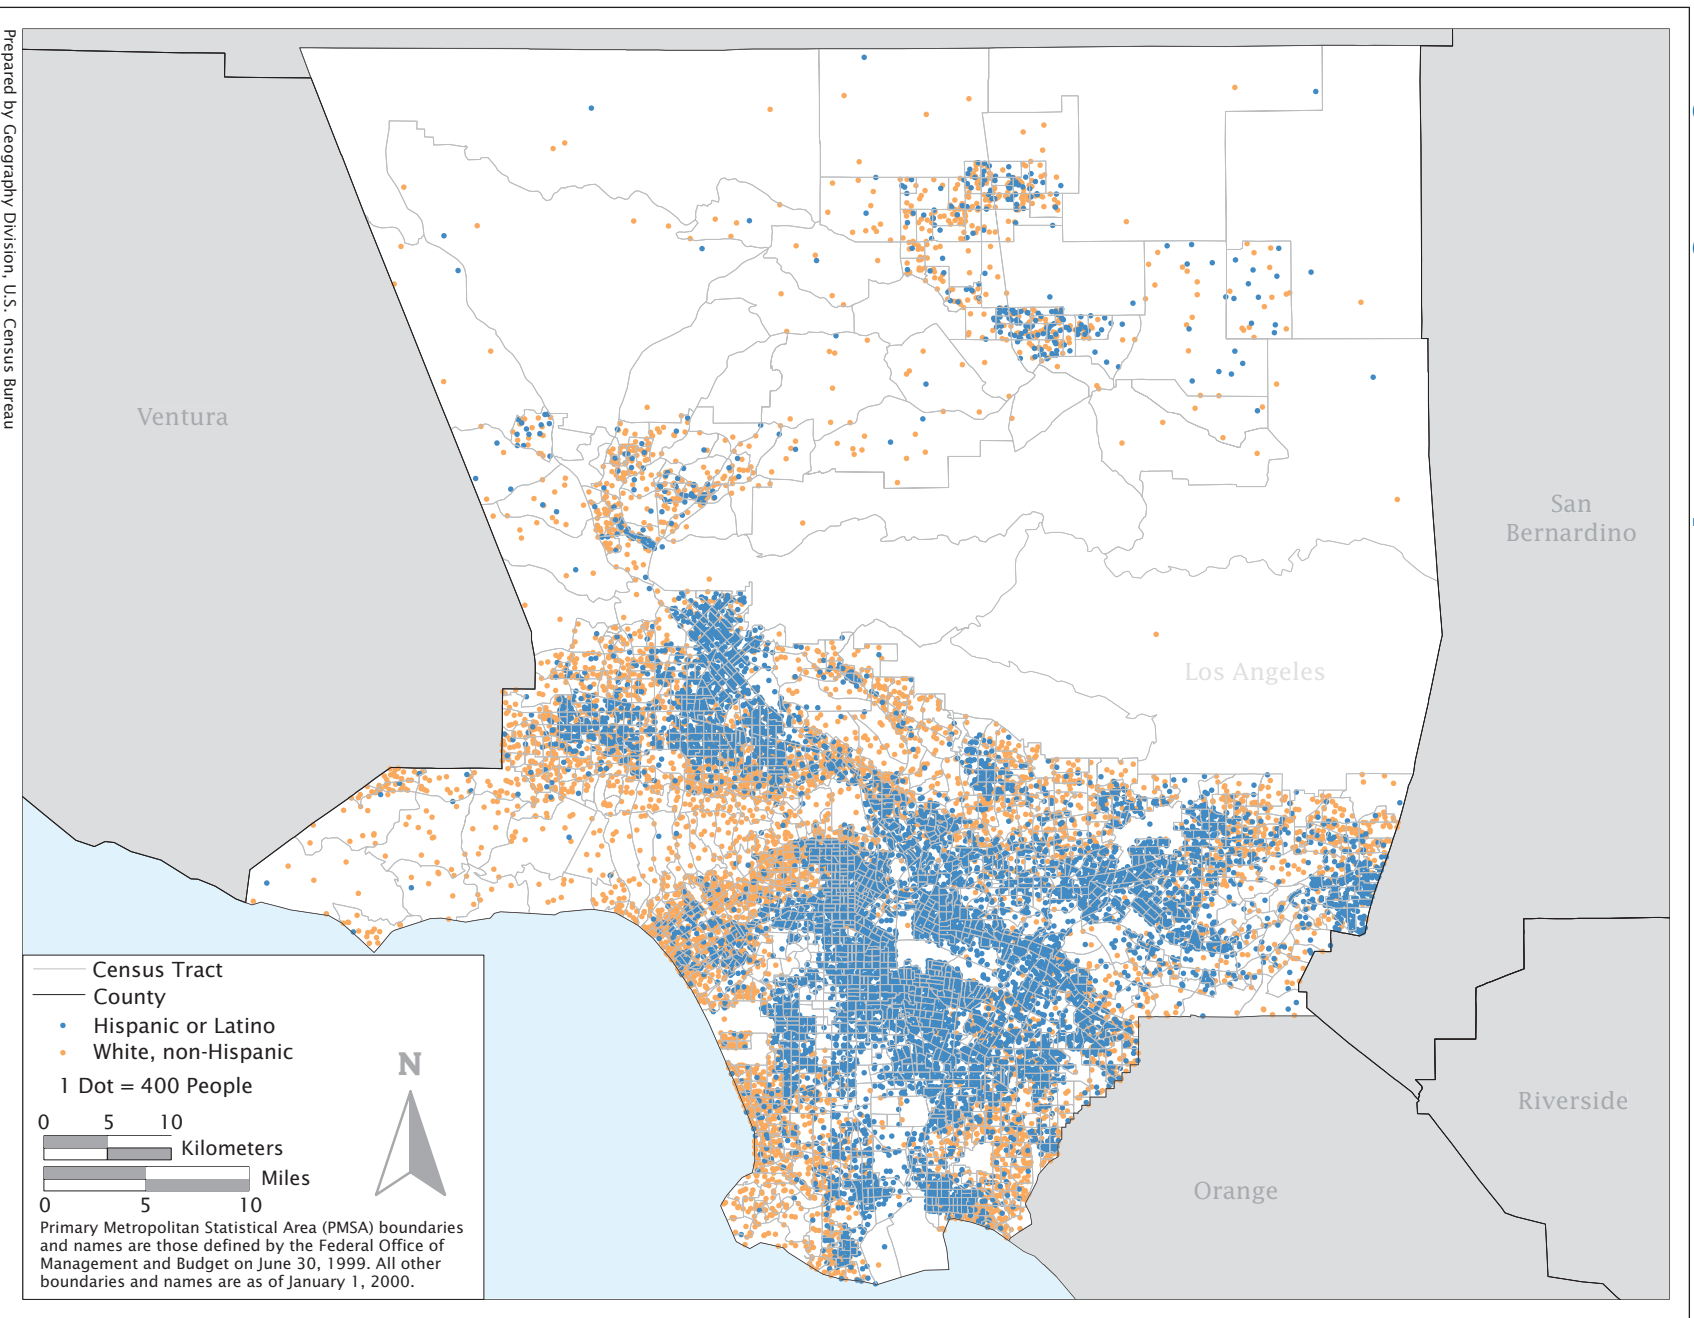 Prepared by Geography Division, U.S. Census Bureau
Ventura
San
Bernardino
Los Angeles
Census Tract
County
Hispanic or Latino
White, non-Hispanic
1 Dot = 400 People
N
0 5 10
Kilometers
Miles
0 5 10
Primary Metropolitan Statistical Area (PMSA) boundaries
and names are those defined by the Federal Office of
Management and Budget on June 30, 1999. All other
boundaries and names are as of January 1, 2000.
Riverside
Orange